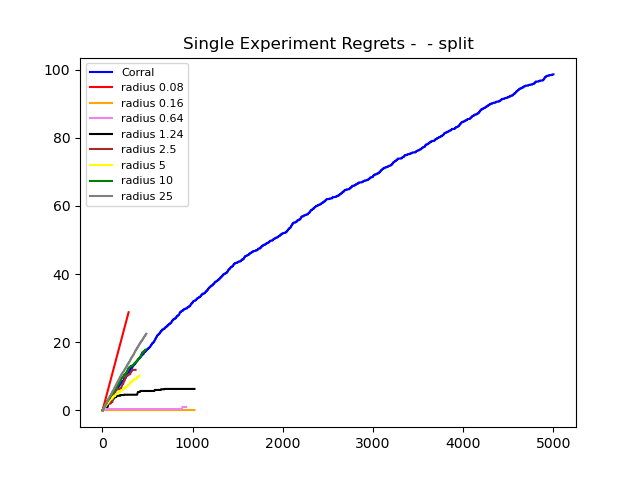 Single Experiment Regrets -  - split
Corral
radius 0.08
radius 0.16
radius 0.64
radius 1.24
radius 2.5
radius 5
radius 10
radius 25
100
80
60
40
20
0
0 1000 2000 3000 4000 5000